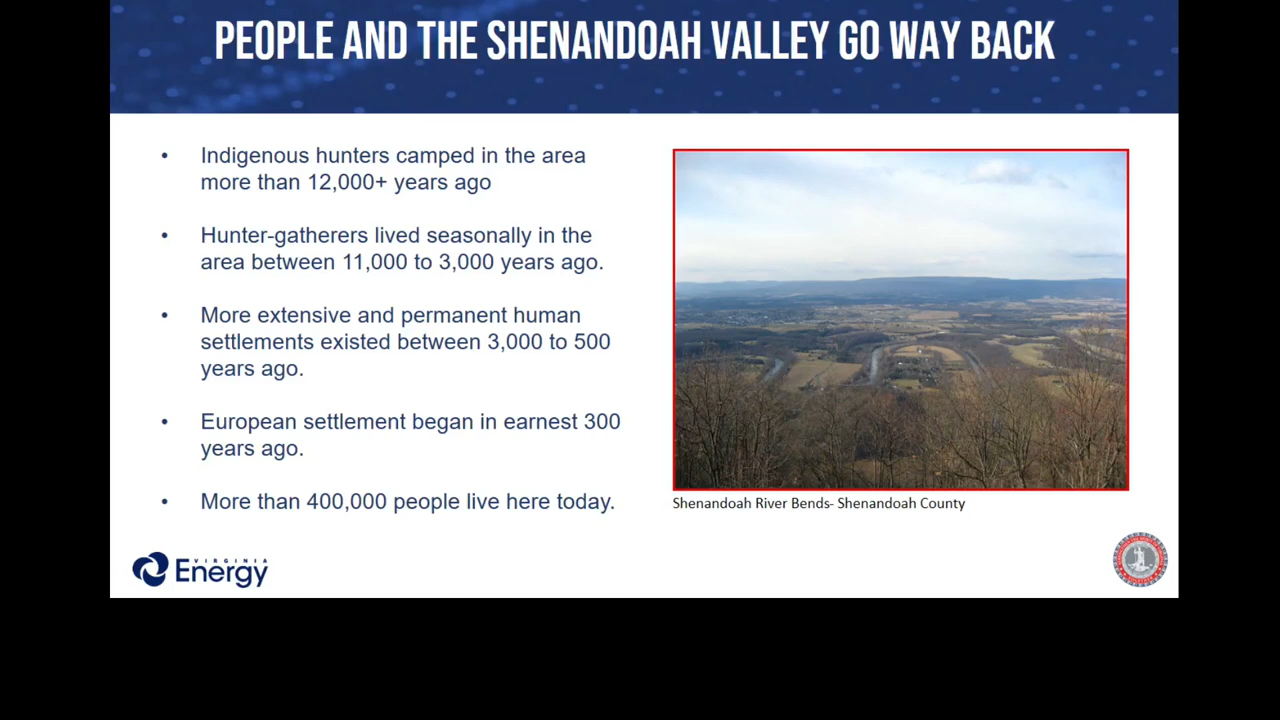 PEOPLE AND THE SHENANDOAH VALLEY GO WAY BACK
• Indigenous hunters camped in the area
more than 12,000+ years ago
• Hunter-gatherers lived seasonally in the
area between 11,000 to 3,000 years ago.
• More extensive and permanent human
settlements existed between 3,000 to 500
years ago.
• European settlement began in earnest 300
years ago.
• More than 400,000 people live here today.
Shenandoah River Bends- Shenandoah County
VIRGINIA
Energy